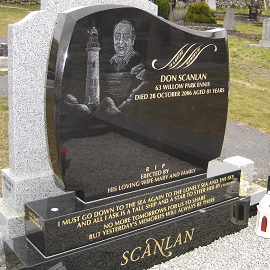 DON SCANLAN
63 WILLOW PARK ENNIS
DIED 28 OCTOBER 2006 AGED 81 YEARS
R I P
ERECTED BY
HIS LOVING WIFE MARY AND FAMILY
I MUST GO DOWN TO THE SEA AGAIN TO THE LONELY SEA AND THE SKY
AND ALL I ASK IS A TALL SHIP AND A STAR TO STEER HER BY
NO MORE TOMORROWS FOR US TO SHARE
BUT YESTERDAY'S MEMORIES WILL ALWAYS BE THERE
SCANLAN